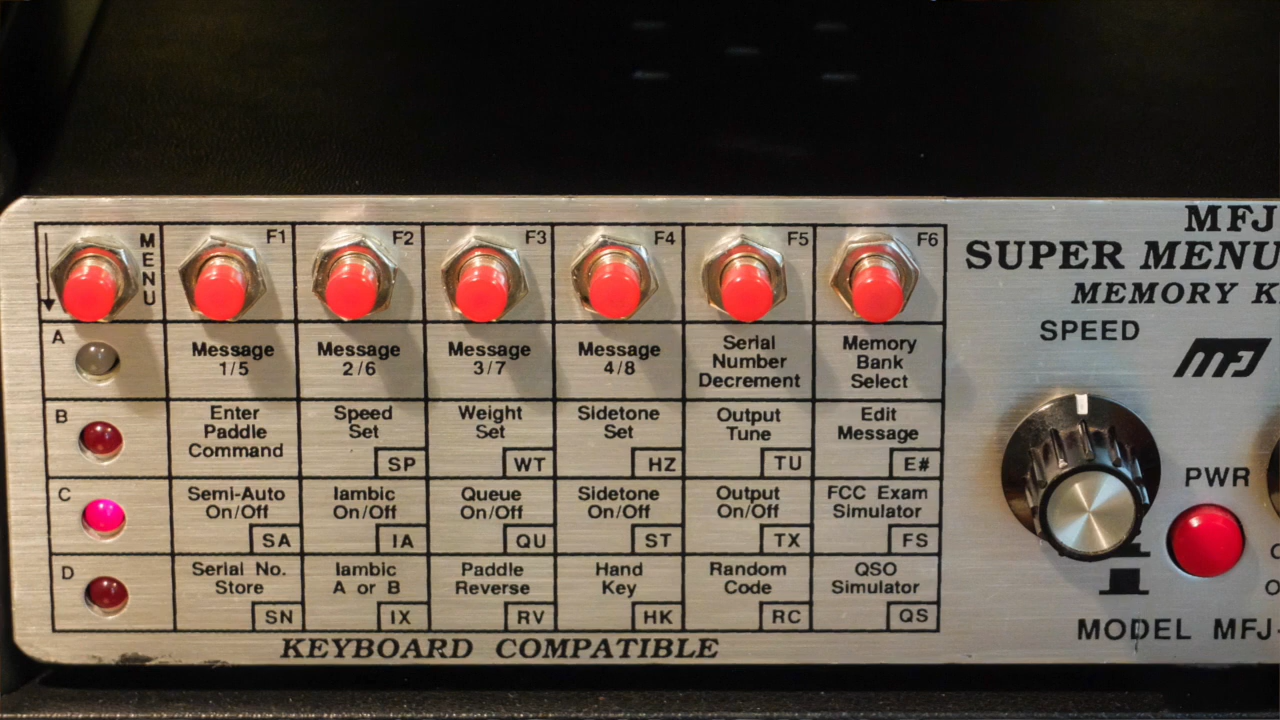 MENU
F1
F2
F3
F4
F5
F6
A
Message
1/5
Message
2/6
Message
3/7
Message
4/8
Serial
Number
Decrement
Memory
Bank
Select
B
Enter
Paddle
Command
Speed
Set
SP
Weight
Set
WT
Sidetone
Set
HZ
Output
Tune
TU
Edit
Message
E#
C
Semi-Auto
On/Off
SA
Iambic
On/Off
IA
Queue
On/Off
QU
Sidetone
On/Off
ST
Output
On/Off
TX
FCC Exam
Simulator
FS
D
Serial No.
Store
SN
Iambic
A or B
IX
Paddle
Reverse
RV
Hand
Key
HK
Random
Code
RC
QSO
Simulator
QS
KEYBOARD COMPATIBLE
MFJ
SUPER MENU
MEMORY K
SPEED
MFJ
PWR
MODEL MFJ-